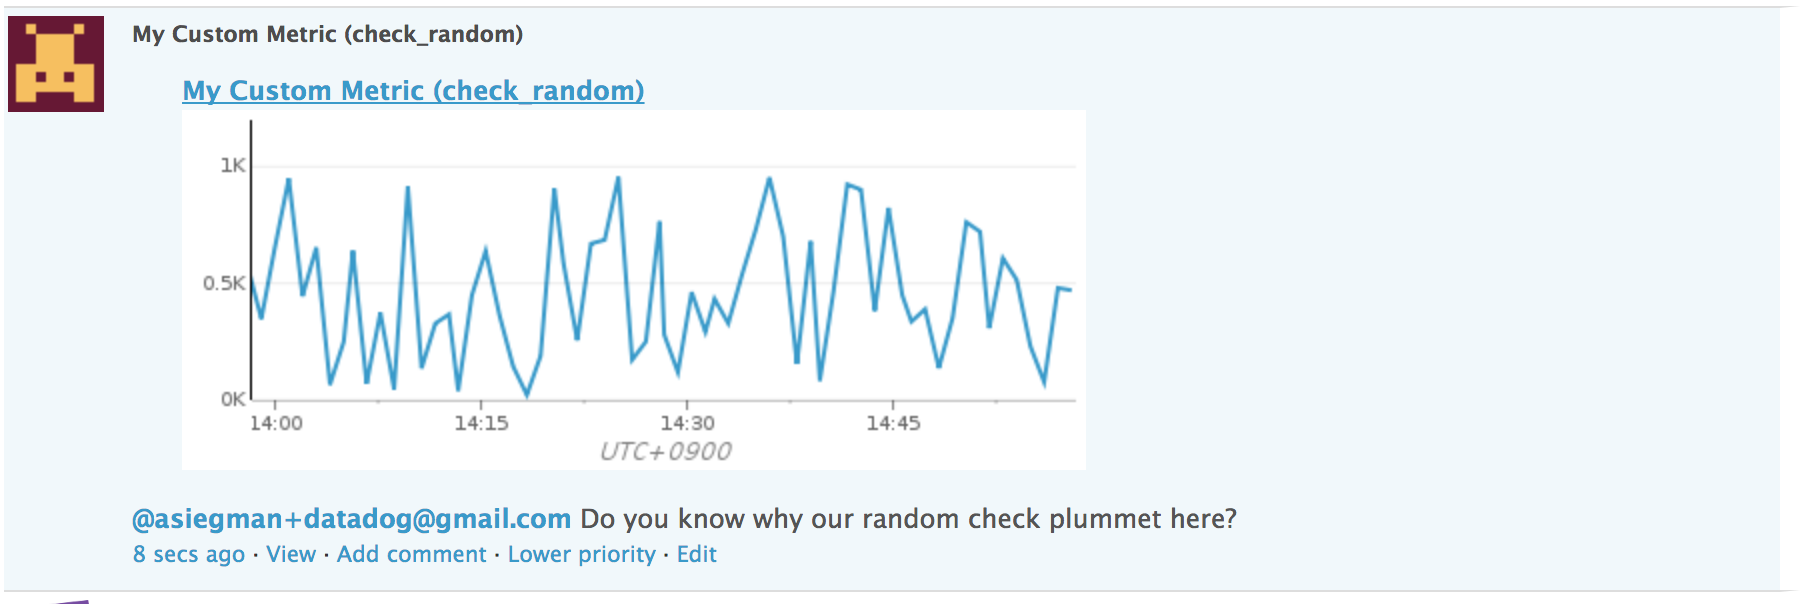 My Custom Metric (check_random)
My Custom Metric (check_random)
1K
0.5K
0K
14:00 14:15 14:30 14:45
UTC+0900
@asiegman+datadog@gmail.com Do you know why our random check plummet here?
8 secs ago · View · Add comment · Lower priority · Edit